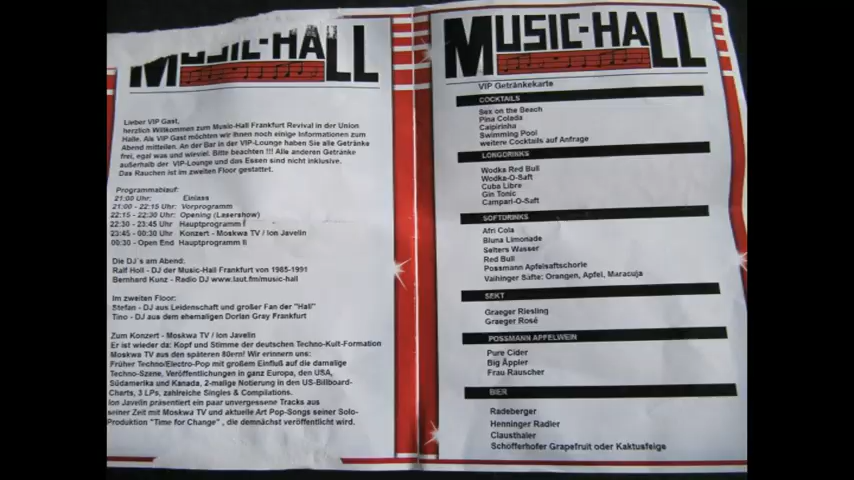 MUSIC-HALL
Lieber VIP Gast,
herzlich Willkommen zum Music-Hall Frankfurt Revival in der Union
Halle. Als VIP Gast möchten wir Ihnen noch einige Informationen zum
Abend mitteilen. An der Bar in der VIP-Lounge haben Sie alle Getränke
frei, egal was und wieviel. Bitte beachten !!! Alle anderen Getränke
außerhalb der VIP-Lounge und das Essen sind nicht inklusive.
Das Rauchen ist im zweiten Floor gestattet.
Programmablauf:
21:00 Uhr: Einlass
21:00 - 22:15 Uhr: Vorprogramm
22:15 - 22:30 Uhr: Opening (Lasershow)
22:30 - 23:45 Uhr Hauptprogramm I
23:45 - 00:30 Uhr Konzert - Moskwa TV / Ion Javelin
00:30 - Open End Hauptprogramm II
Die DJ´s am Abend:
Ralf Holl - DJ der Music-Hall Frankfurt von 1985-1991
Bernhard Kunz - Radio DJ www.laut.fm/music-hall
Im zweiten Floor:
Stefan - DJ aus Leidenschaft und großer Fan der "Hall"
Tino - DJ aus dem ehemaligen Dorian Gray Frankfurt
Zum Konzert - Moskwa TV / Ion Javelin
Er ist wieder da: Kopf und Stimme der deutschen Techno-Kult-Formation
Moskwa TV aus den späteren 80ern! Wir erinnern uns:
Früher Techno/Electro-Pop mit großem Einfluß auf die damalige
Techno-Szene, Veröffentlichungen in ganz Europa, den USA,
Südamerika und Kanada, 2-malige Notierung in den US-Billboard-
Charts, 3 LPs, zahlreiche Singles & Compilations.
Ion Javelin präsentiert ein paar unvergessene Tracks aus
seiner Zeit mit Moskwa TV und aktuelle Art Pop-Songs seiner Solo-
Produktion "Time for Change" , die demnächst veröffentlicht wird.
MUSIC-HALL
VIP Getränkekarte
COCKTAILS
Sex on the Beach
Pina Colada
Caipirinha
Swimming Pool
weitere Cocktails auf Anfrage
LONGDRINKS
Wodka Red Bull
Wodka-O-Saft
Cuba Libre
Gin Tonic
Campari-O-Saft
SOFTDRINKS
Afri Cola
Bluna Limonade
Selters Wasser
Red Bull
Possmann Apfelsaftschorle
Vaihinger Säfte: Orangen, Apfel, Maracuja
SEKT
Graeger Riesling
Graeger Rosé
POSSMANN APFELWEIN
Pure Cider
Big Äppler
Frau Rauscher
BIER
Radeberger
Henninger Radler
Clausthaler
Schöfferhofer Grapefruit oder Kaktusfeige